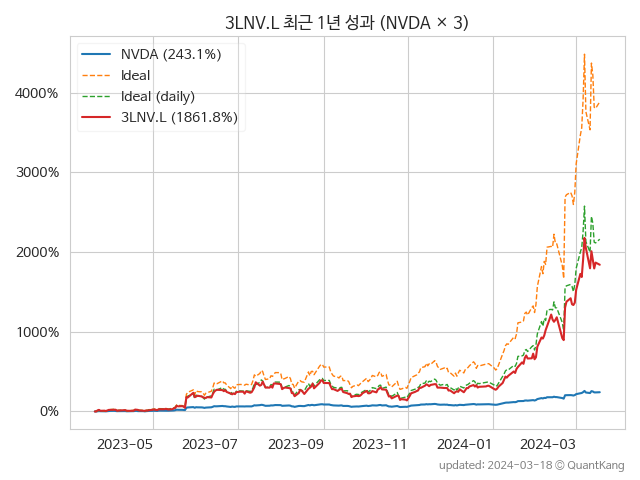 3LNV.L 최근 1년 성과 (NVDA × 3)
NVDA (243.1%)
Ideal
Ideal (daily)
3LNV.L (1861.8%)
4000%
3000%
2000%
1000%
0%
2023-05
2023-07
2023-09
2023-11
2024-01
2024-03
updated: 2024-03-18 © QuantKang